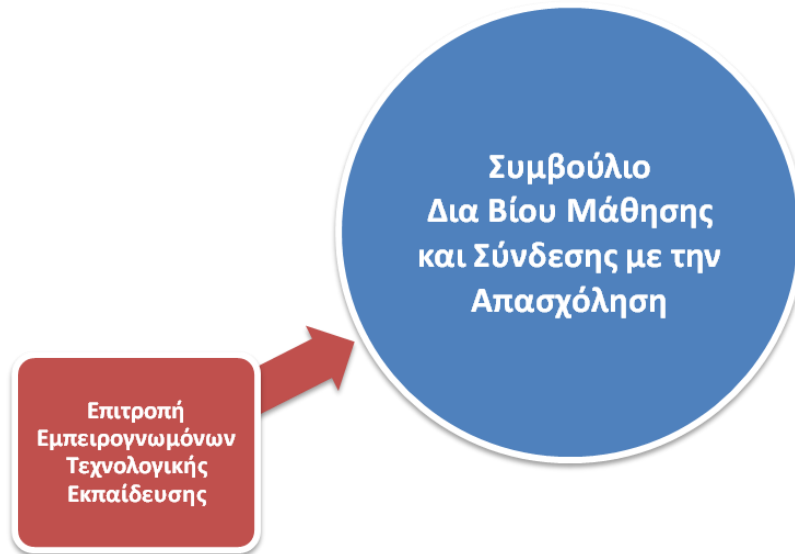 Συμβούλιο
Δια Βίου Μάθησης
και Σύνδεσης με την
Απασχόληση
Επιτροπή
Εμπειρογνωμόνων
Τεχνολογικής
Εκπαίδευσης